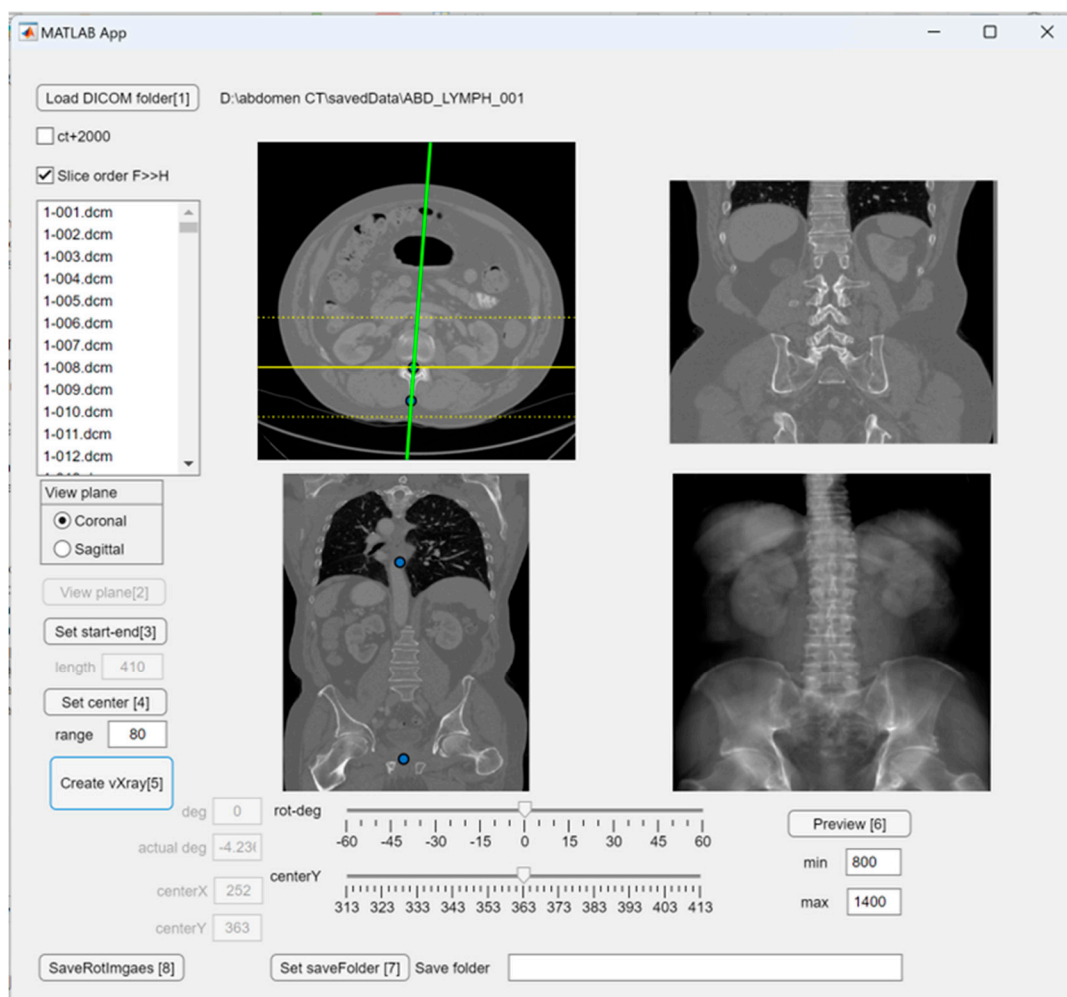 MATLAB App
Load DICOM folder[1] D:\abdomen CT\savedData\ABD_LYMPH_001
ct+2000
Slice order F>>H
1-001.dcm
1-002.dcm
1-003.dcm
1-004.dcm
1-005.dcm
1-006.dcm
1-007.dcm
1-008.dcm
1-009.dcm
1-010.dcm
1-011.dcm
1-012.dcm
View plane
Coronal
Sagittal
View plane[2]
Set start-end[3]
length 410
Set center [4]
range 80
Create vXray[5]
deg 0
actual deg -4.236
centerX 252
centerY 363
rot-deg
-60 -45 -30 -15 0 15 30 45 60
centerY
313 323 333 343 353 363 373 383 393 403 413
Preview [6]
min 800
max 1400
SaveRotImgaes [8] Set saveFolder [7] Save folder